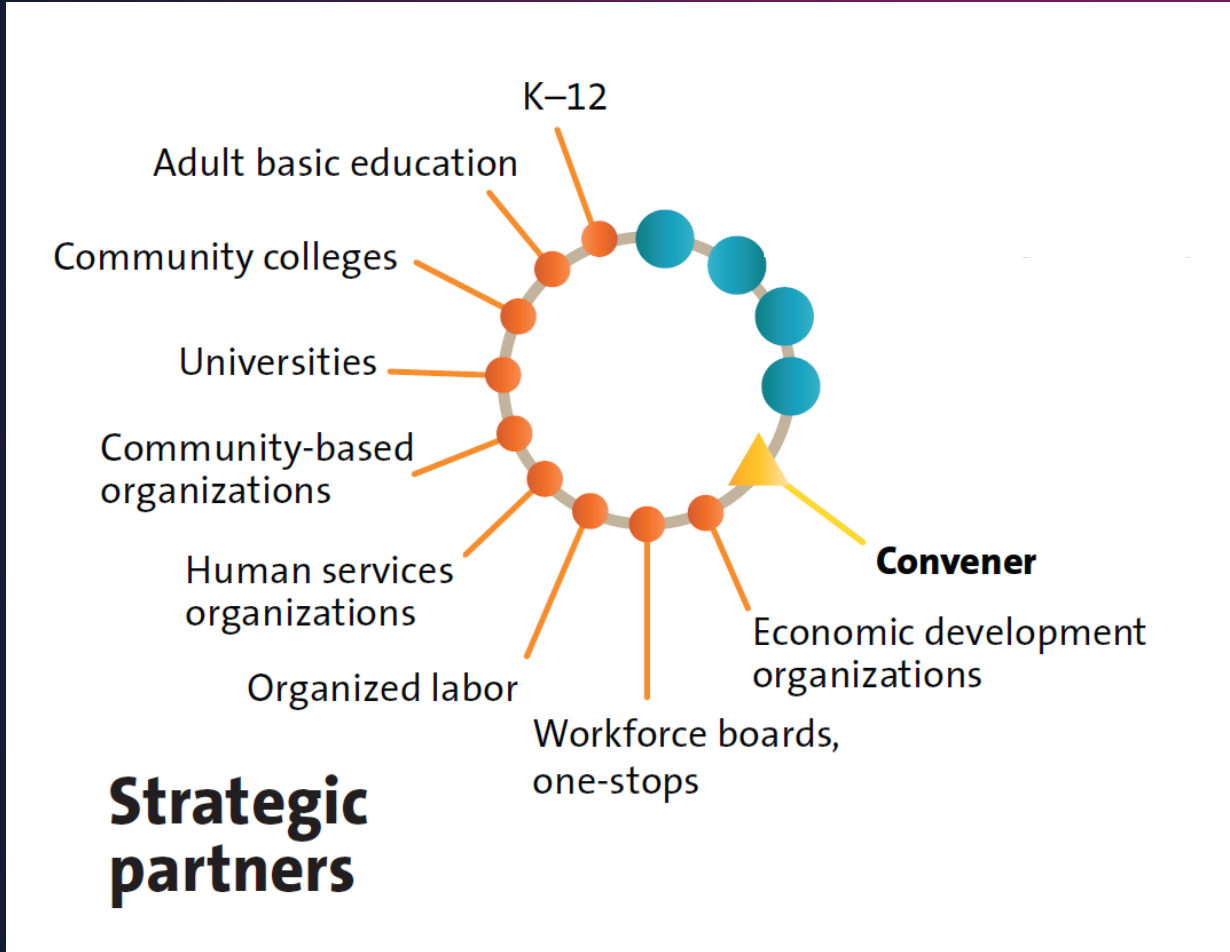 K–12
Adult basic education
Community colleges
Universities
Community-based
organizations
Human services
organizations
Organized labor
Workforce boards,
one-stops
Economic development
organizations
Convener
Strategic
partners